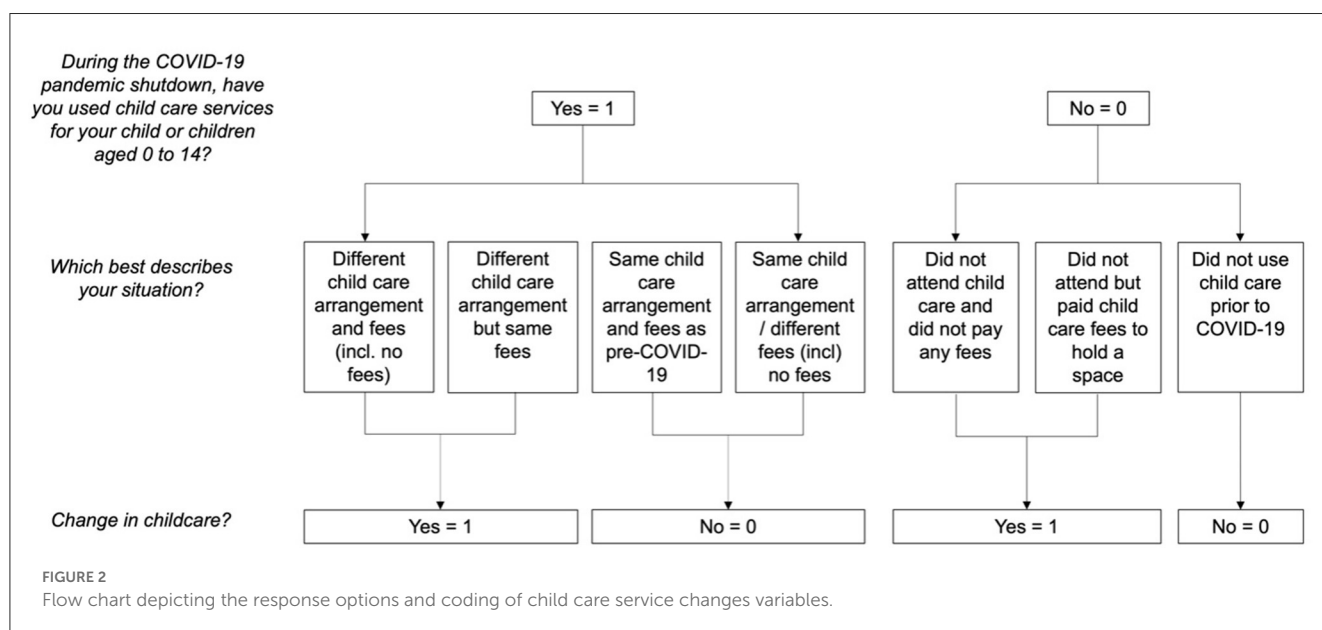 During the COVID-19
pandemic shutdown, have
you used child care services
for your child or children
aged 0 to 14?
Yes = 1
No = 0
Which best describes
your situation?
Different
child care
arrangement
and fees
(incl. no
fees)
Different
child care
arrangement
but same
fees
Same child
care
arrangement
and fees as
pre-COVID-
19
Same child
care
arrangement
/ different
fees (incl)
no fees
Did not
attend child
care and
did not pay
any fees
Did not
attend but
paid child
care fees to
hold a
space
Did not use
child care
prior to
COVID-19
Change in childcare?
Yes = 1
No = 0
Yes = 1
No = 0
FIGURE 2
Flow chart depicting the response options and coding of child care service changes variables.